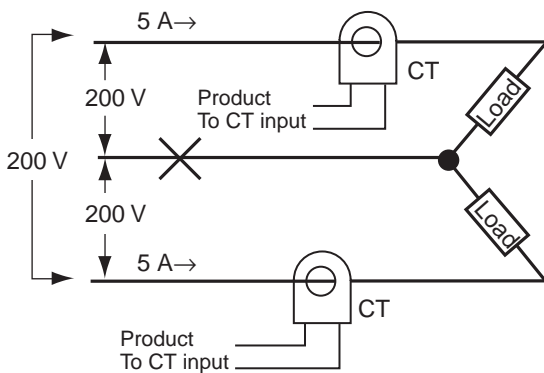 5 A→
CT
200 V
Product
To CT input
Load
200 V
200 V
Load
5 A→
CT
Product
To CT input